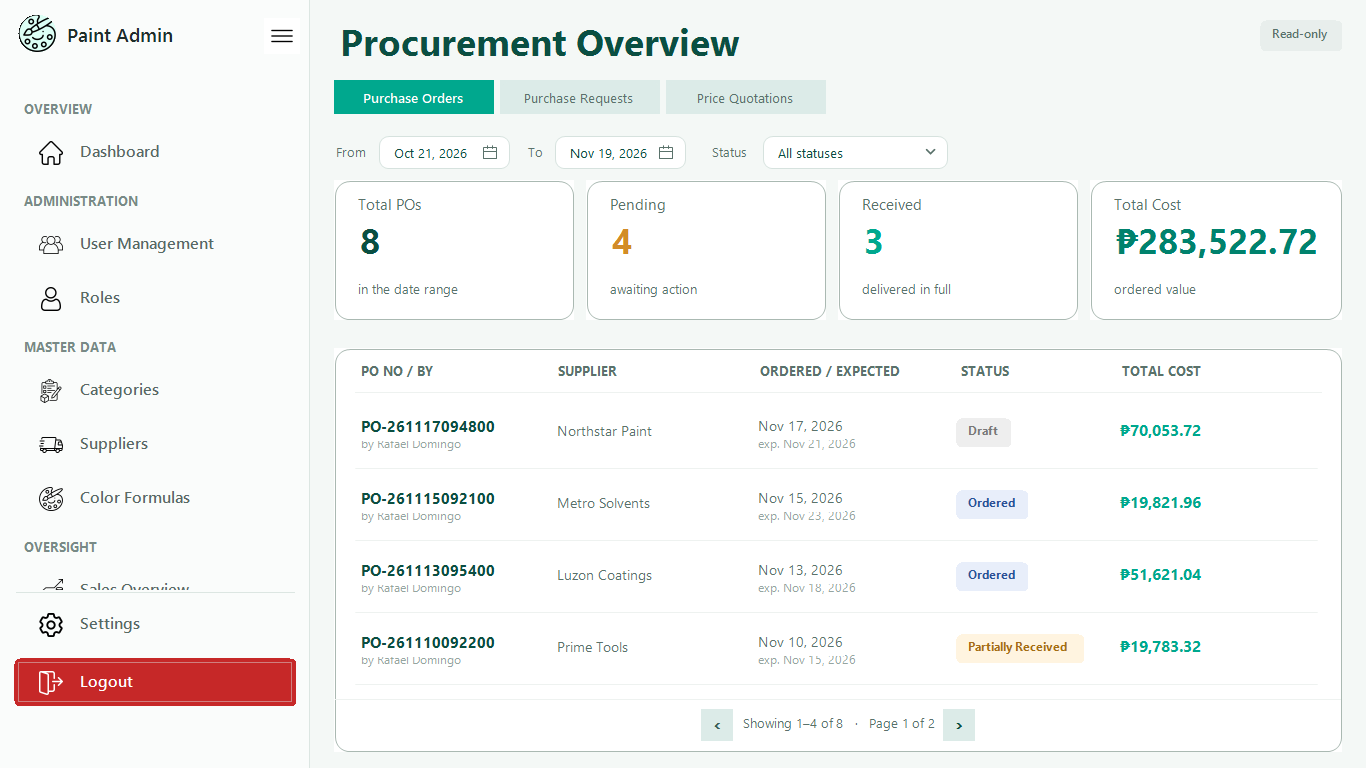 Paint Admin
OVERVIEW
Dashboard
ADMINISTRATION
User Management
Roles
MASTER DATA
Categories
Suppliers
Color Formulas
OVERSIGHT
Sales Overview
Settings
Logout
Procurement Overview
Read-only
Purchase Orders
Purchase Requests
Price Quotations
From Oct 21, 2026 To Nov 19, 2026 Status All statuses
Total POs
8
in the date range
Pending
4
awaiting action
Received
3
delivered in full
Total Cost
₱283,522.72
ordered value
PO NO / BY SUPPLIER ORDERED / EXPECTED STATUS TOTAL COST
PO-261117094800 Northstar Paint Nov 17, 2026 Draft ₱70,053.72
by Rafael Domingo exp. Nov 21, 2026
PO-261115092100 Metro Solvents Nov 15, 2026 Ordered ₱19,821.96
by Rafael Domingo exp. Nov 23, 2026
PO-261113095400 Luzon Coatings Nov 13, 2026 Ordered ₱51,621.04
by Rafael Domingo exp. Nov 18, 2026
PO-261110092200 Prime Tools Nov 10, 2026 Partially Received ₱19,783.32
by Rafael Domingo exp. Nov 15, 2026
‹ Showing 1–4 of 8 · Page 1 of 2 ›